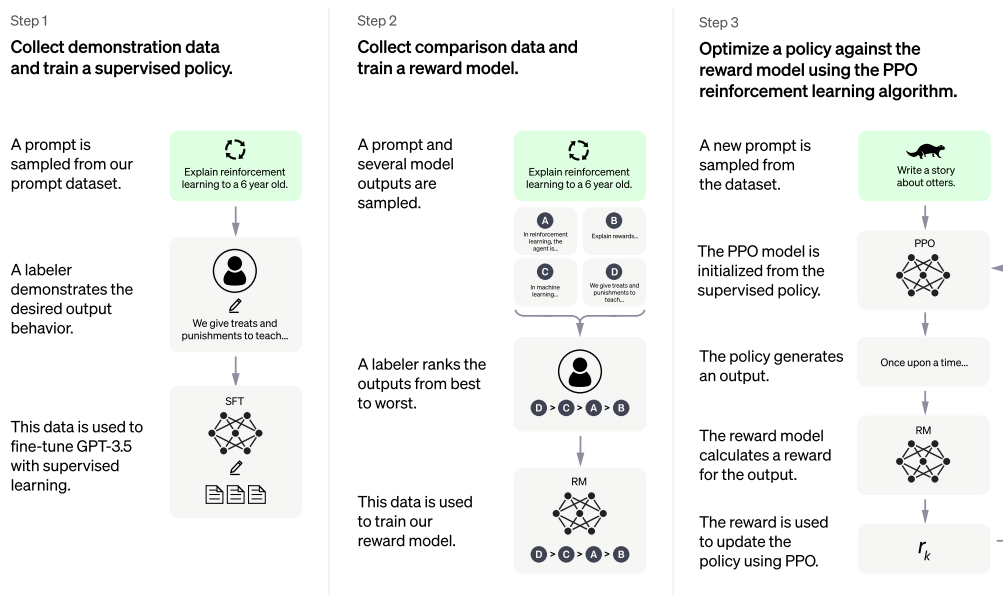 Step 1
Collect demonstration data
and train a supervised policy.
A prompt is
sampled from our
prompt dataset.
Explain reinforcement
learning to a 6 year old.
A labeler
demonstrates the
desired output
behavior.
We give treats and
punishments to teach...
This data is used to
fine-tune GPT-3.5
with supervised
learning.
SFT
Step 2
Collect comparison data and
train a reward model.
A prompt and
several model
outputs are
sampled.
Explain reinforcement
learning to a 6 year old.
A
In reinforcement
learning, the
agent is...
B
Explain rewards...
C
In machine
learning...
D
We give treats and
punishments to
teach...
A labeler ranks the
outputs from best
to worst.
D > C > A > B
This data is used
to train our
reward model.
RM
D > C > A > B
Step 3
Optimize a policy against the
reward model using the PPO
reinforcement learning algorithm.
A new prompt is
sampled from
the dataset.
Write a story
about otters.
The PPO model is
initialized from the
supervised policy.
PPO
The policy generates
an output.
Once upon a time...
The reward model
calculates a reward
for the output.
RM
The reward is used
to update the
policy using PPO.
rk